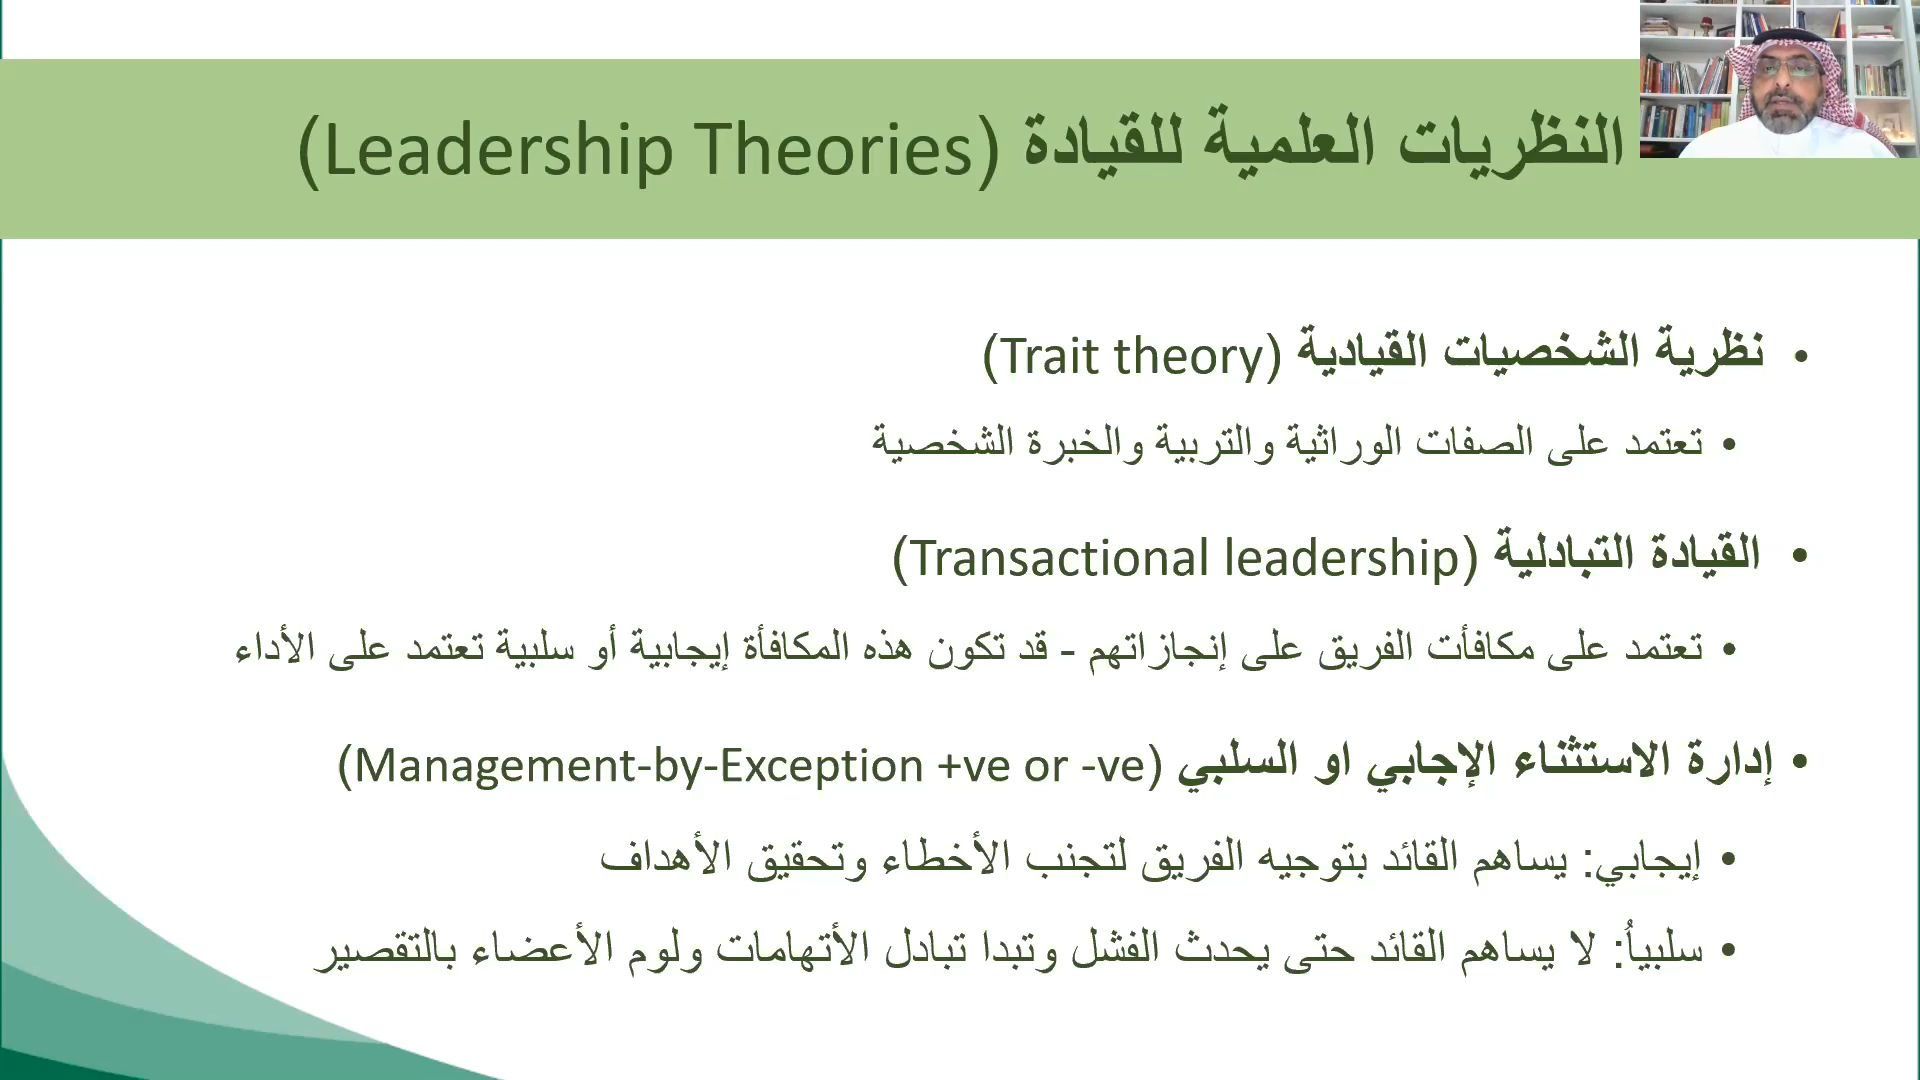 النظريات العلمية للقيادة (Leadership Theories)
• نظرية الشخصيات القيادية (Trait theory)
• تعتمد على الصفات الوراثية والتربية والخبرة الشخصية
• القيادة التبادلية (Transactional leadership)
• تعتمد على مكافأت الفريق على إنجازاتهم - قد تكون هذه المكافأة إيجابية أو سلبية تعتمد على الأداء
• إدارة الاستثناء الإجابي او السلبي (Management-by-Exception +ve or -ve)
• إيجابي: يساهم القائد بتوجيه الفريق لتجنب الأخطاء وتحقيق الأهداف
• سلبياُ: لا يساهم القائد حتى يحدث الفشل وتبدا تبادل الأتهامات ولوم الأعضاء بالتقصير